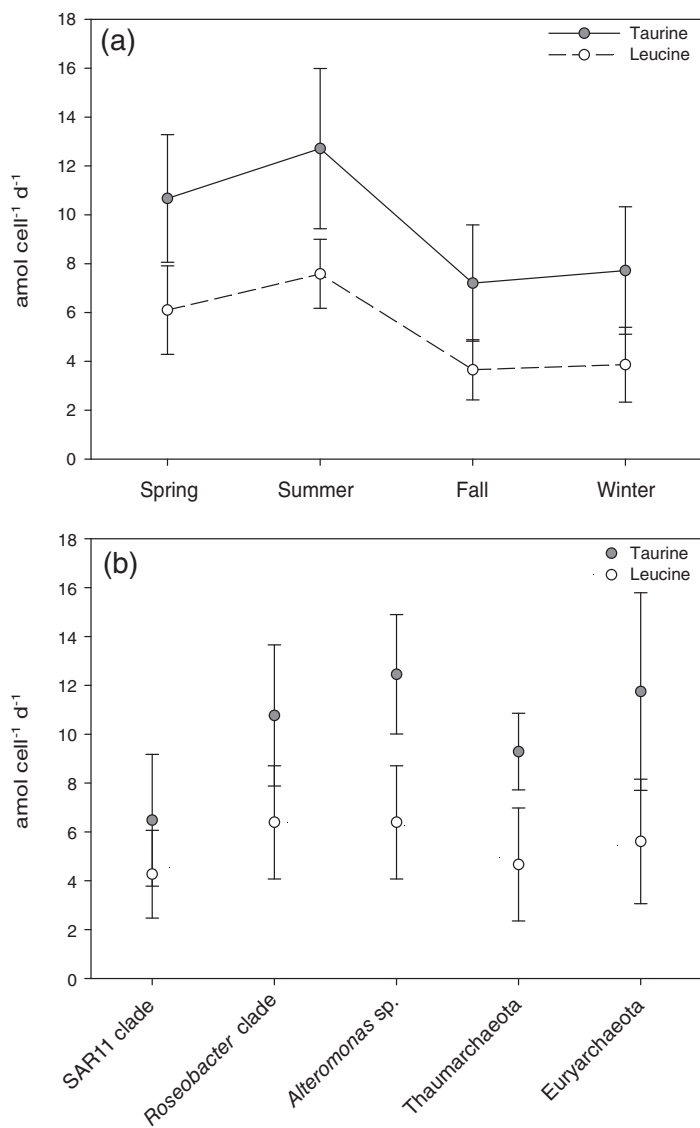 (a)
Taurine
Leucine
18
16
14
12
10
8
6
4
2
0
amol cell⁻¹ d⁻¹
Spring Summer Fall Winter
(b)
Taurine
Leucine
18
16
14
12
10
8
6
4
2
0
amol cell⁻¹ d⁻¹
SAR11 clade
Roseobacter clade
Alteromonas sp.
Thaumarchaeota
Euryarchaeota